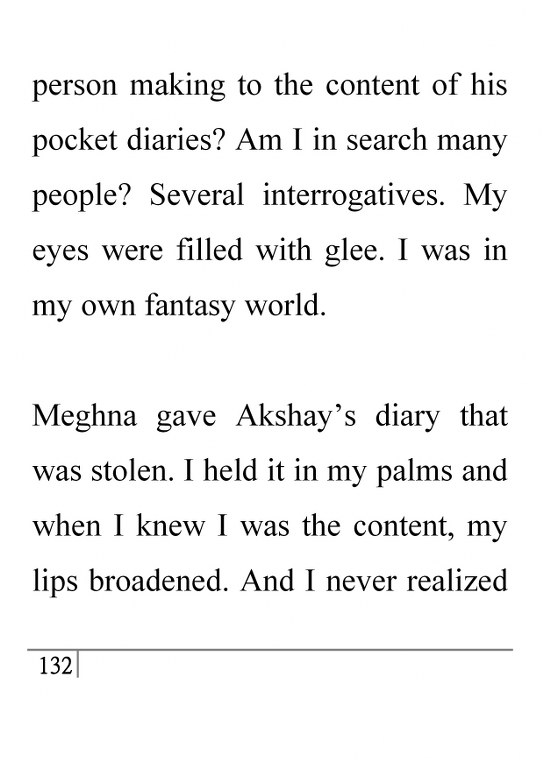 person making to the content of his
pocket diaries? Am I in search many
people? Several interrogatives. My
eyes were filled with glee. I was in
my own fantasy world.
Meghna gave Akshay’s diary that
was stolen. I held it in my palms and
when I knew I was the content, my
lips broadened. And I never realized
132